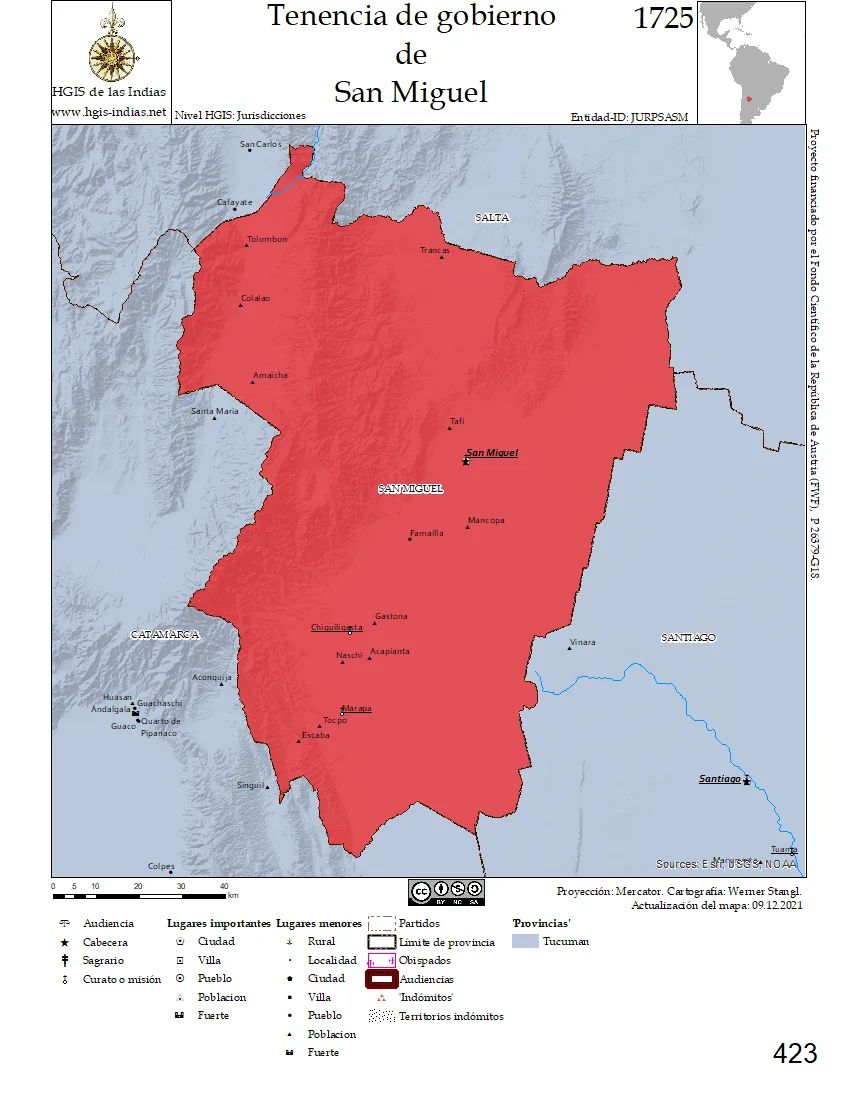 Tenencia de gobierno
de
San Miguel
1725
HGIS de las Indias
www.hgis-indias.net
Nivel HGIS: Jurisdicciones
Entidad-ID: JURPSASM
Proyecto financiado por el Fondo Científico de la República de Austria (FWF), P 26379-G18.
San Carlos
Cafayate
SALTA
Tolombon
Trancas
Colalao
Amaicha
Santa Maria
Tafi
San Miguel
SAN MIGUEL
Mancopa
Famailla
Gastona
Chiquiligasta
CATAMARCA
Vinara
SANTIAGO
Naschi
Acapianta
Aconquija
Huasan
Guachaschi
Andalgala
Marapa
Guaco
Quarto de
Pipanaco
Tocpo
Escaba
Singuil
Santiago
Tuama
Colpes
Sources: Esri, USGS, NOAA
0 5 10 20 30 40
km
CC BY NC SA
Proyección: Mercator. Cartografía: Werner Stangl.
Actualización del mapa: 09.12.2021
Audiencia
Cabecera
Sagrario
Curato o misión
Lugares importantes
Ciudad
Villa
Pueblo
Poblacion
Fuerte
Lugares menores
Rural
Localidad
Ciudad
Villa
Pueblo
Poblacion
Fuerte
Partidos
Límite de provincia
Obispados
Audiencias
'Indómitos'
Territorios indómitos
'Provincias'
Tucuman
423